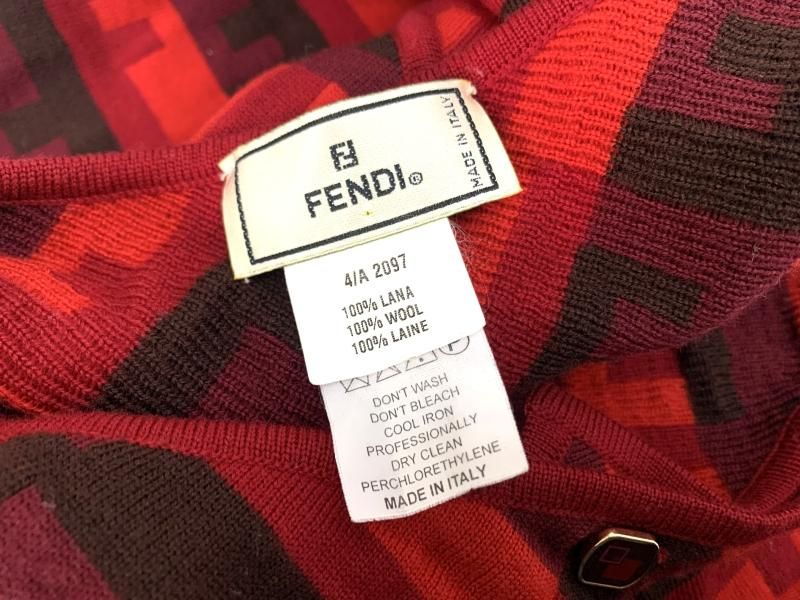 FENDI®
MADE IN ITALY
4/A 2097
100% LANA
100% WOOL
100% LAINE
P
DON'T WASH
DON'T BLEACH
COOL IRON
PROFESSIONALLY
DRY CLEAN
PERCHLORETHYLENE
MADE IN ITALY